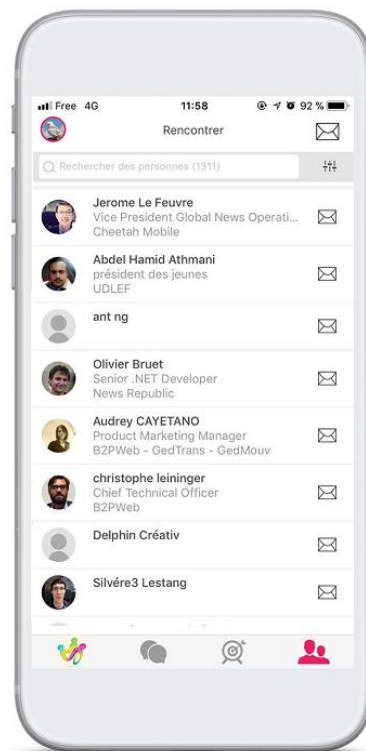 Free 4G 11:58 92 %
Rencontrer
Rechercher des personnes (1311)
Jerome Le Feuvre
Vice President Global News Operati...
Cheetah Mobile
Abdel Hamid Athmani
président des jeunes
UDLEF
ant ng
Olivier Bruet
Senior .NET Developer
News Republic
Audrey CAYETANO
Product Marketing Manager
B2PWeb - GedTrans - GedMouv
christophe leininger
Chief Technical Officer
B2PWeb
Delphin Créativ
Silvére3 Lestang